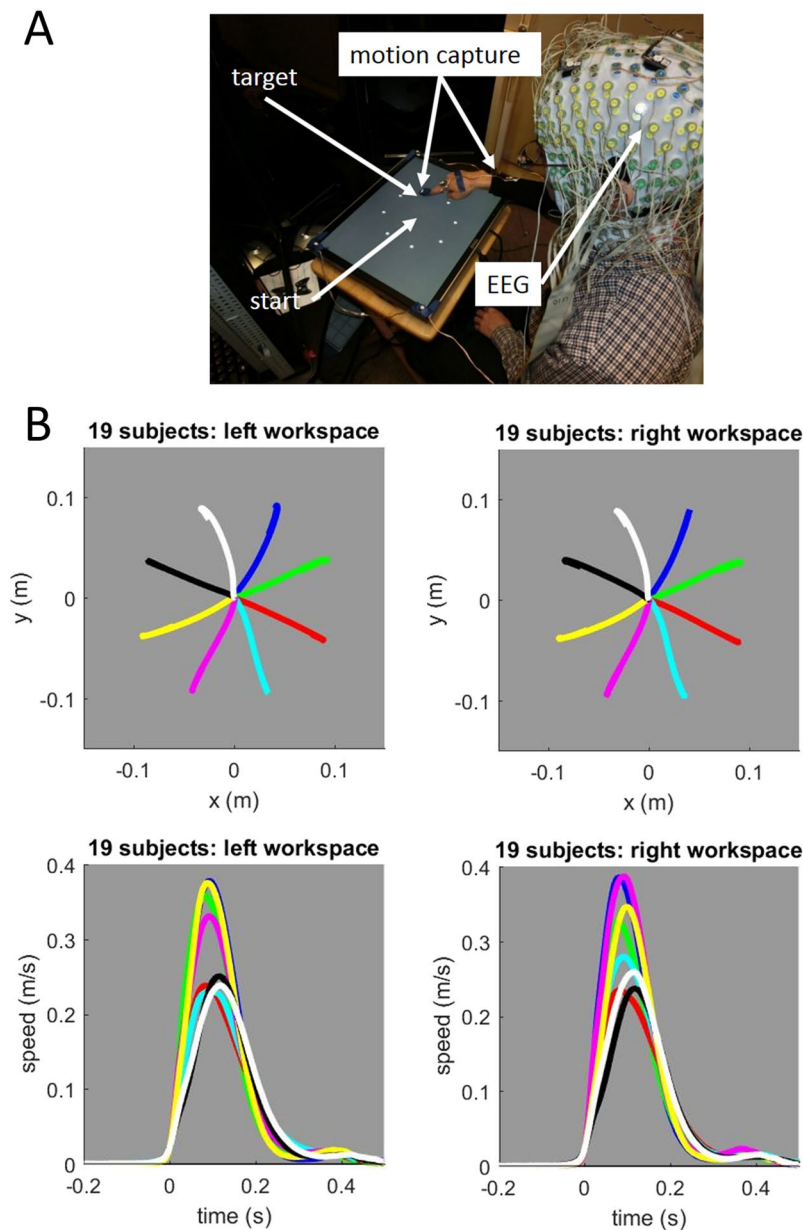 A
motion capture
target
EEG
start
B
19 subjects: left workspace
0.1
0
-0.1
y (m)
-0.1 0 0.1
x (m)
19 subjects: right workspace
0.1
0
-0.1
y (m)
-0.1 0 0.1
x (m)
19 subjects: left workspace
0.4
0.3
0.2
0.1
0
speed (m/s)
-0.2 0 0.2 0.4
time (s)
19 subjects: right workspace
0.4
0.3
0.2
0.1
0
speed (m/s)
-0.2 0 0.2 0.4
time (s)